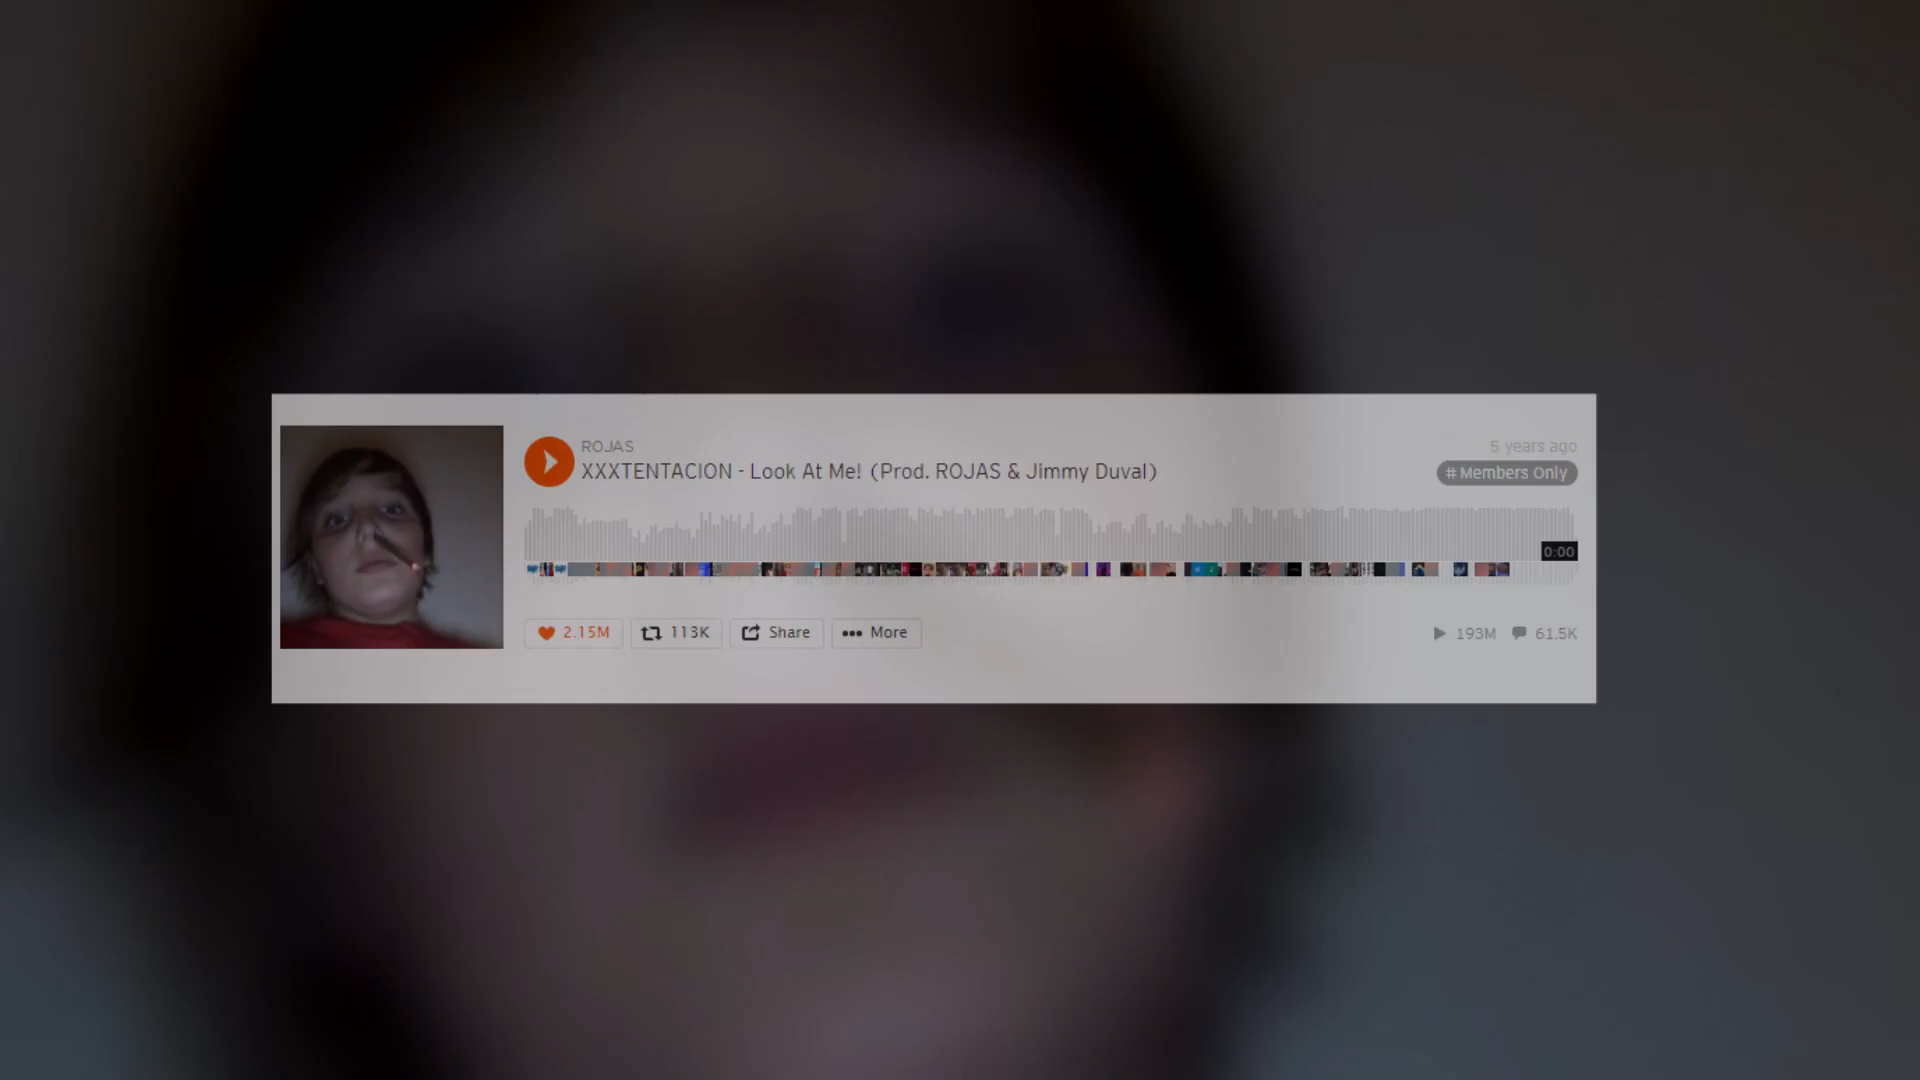 ROJAS
XXXTENTACION - Look At Me! (Prod. ROJAS & Jimmy Duval)
5 years ago
# Members Only
0:00
2.15M
113K
Share
More
193M
61.5K